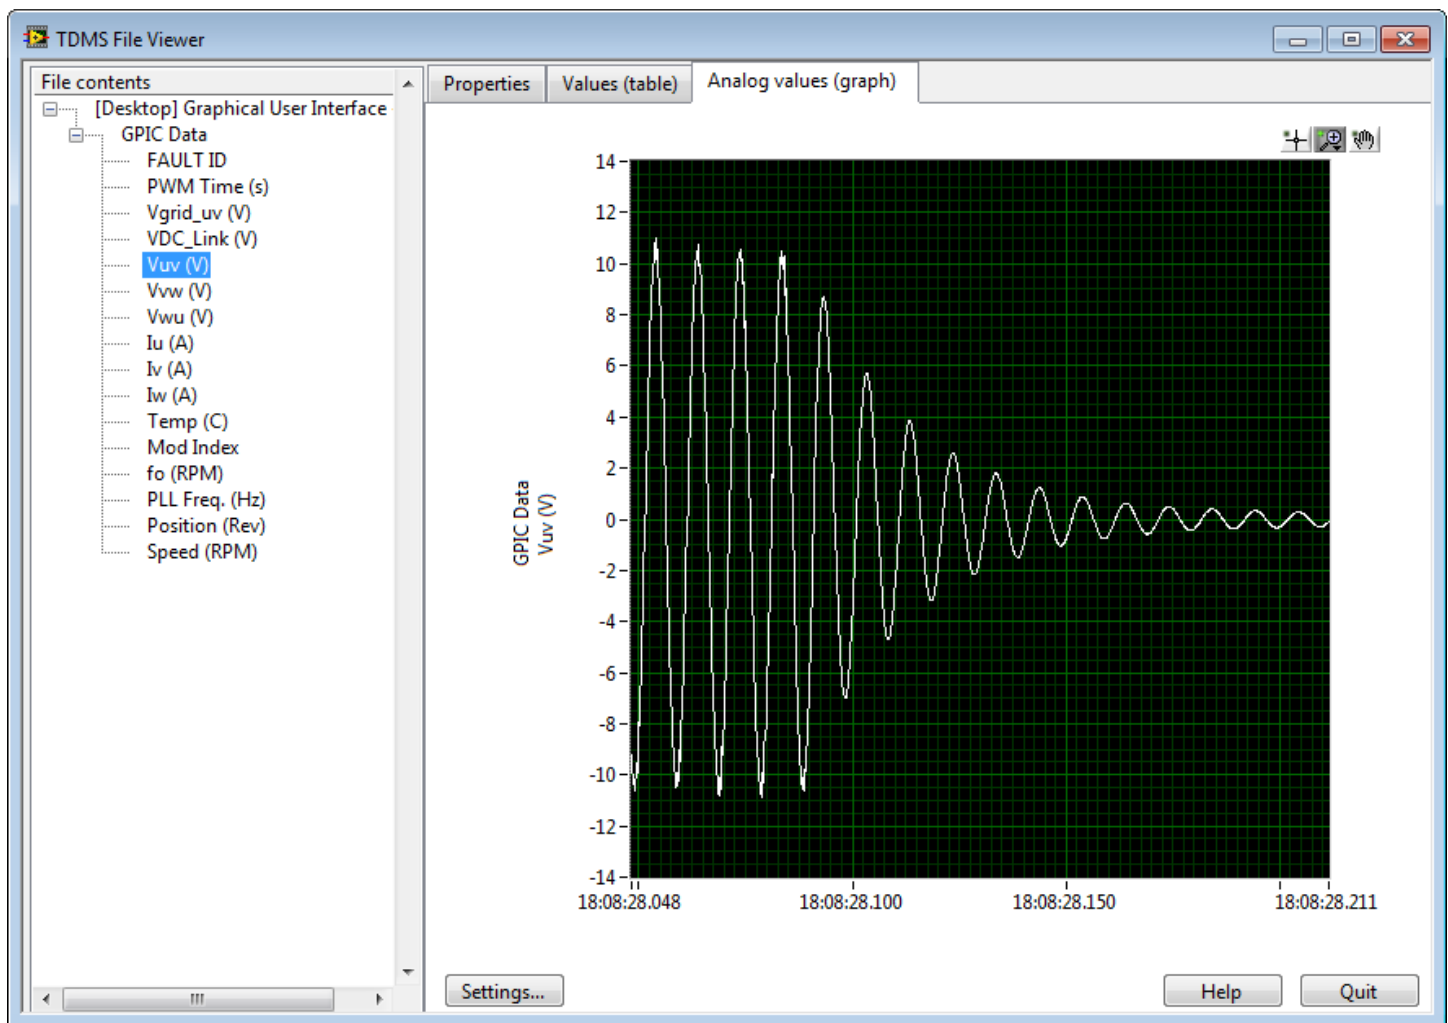 TDMS File Viewer
File contents
[Desktop] Graphical User Interface
GPIC Data
FAULT ID
PWM Time (s)
Vgrid_uv (V)
VDC_Link (V)
Vuv (V)
Vvw (V)
Vwu (V)
Iu (A)
Iv (A)
Iw (A)
Temp (C)
Mod Index
fo (RPM)
PLL Freq. (Hz)
Position (Rev)
Speed (RPM)
Properties
Values (table)
Analog values (graph)
14
12
10
8
6
4
2
0
-2
-4
-6
-8
-10
-12
-14
GPIC Data
Vuv (V)
18:08:28.048
18:08:28.100
18:08:28.150
18:08:28.211
Settings...
Help
Quit